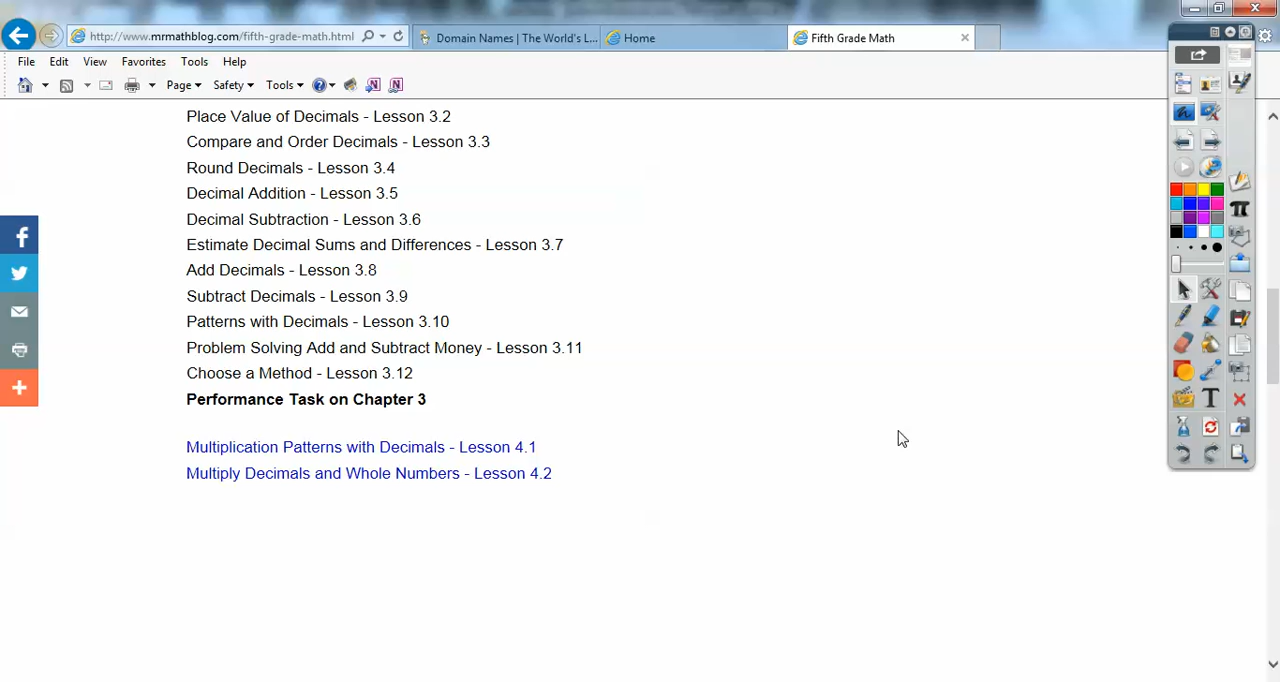 http://www.mrmathblog.com/fifth-grade-math.html
Domain Names | The World's L...
Home
Fifth Grade Math
File Edit View Favorites Tools Help
Page Safety Tools
Place Value of Decimals - Lesson 3.2
Compare and Order Decimals - Lesson 3.3
Round Decimals - Lesson 3.4
Decimal Addition - Lesson 3.5
Decimal Subtraction - Lesson 3.6
Estimate Decimal Sums and Differences - Lesson 3.7
Add Decimals - Lesson 3.8
Subtract Decimals - Lesson 3.9
Patterns with Decimals - Lesson 3.10
Problem Solving Add and Subtract Money - Lesson 3.11
Choose a Method - Lesson 3.12
Performance Task on Chapter 3
Multiplication Patterns with Decimals - Lesson 4.1
Multiply Decimals and Whole Numbers - Lesson 4.2